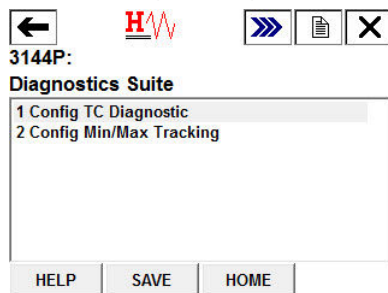 H
3144P:
Diagnostics Suite
1 Config TC Diagnostic
2 Config Min/Max Tracking
HELP SAVE HOME